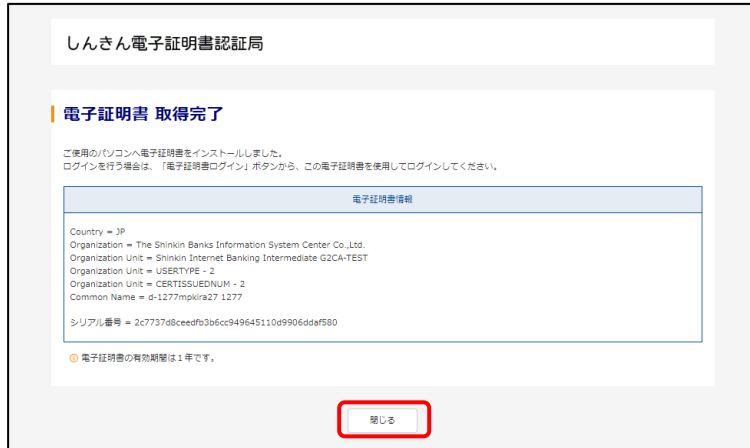 しんきん電子証明書認証局
電子証明書 取得完了
ご使用のパソコンへ電子証明書をインストールしました。
ログインを行う場合は、「電子証明書ログイン」ボタンから、この電子証明書を使用してログインしてください。
電子証明書情報
Country = JP
Organization = The Shinkin Banks Information System Center Co.,Ltd.
Organization Unit = Shinkin Internet Banking Intermediate G2CA-TEST
Organization Unit = USERTYPE - 2
Organization Unit = CERTISSUEDNUM - 2
Common Name = d-1277mpkira27 1277
シリアル番号 = 2c7737d8ceedfb3b6cc949645110d9906ddaf580
電子証明書の有効期間は１年です。
閉じる